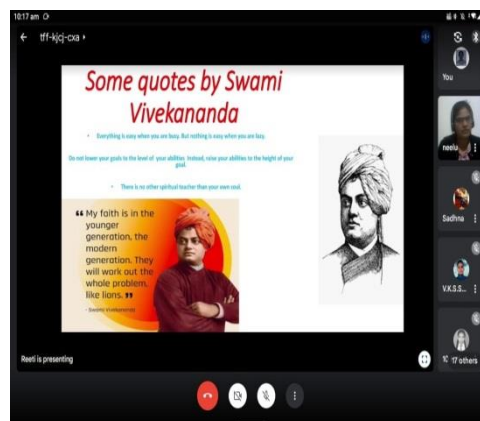 10:17 am
tff-kjcj-cxa
Some quotes by Swami
Vivekananda
• Everything is easy when you are busy. But nothing is easy when you are lazy.
Do not lower your goals to the level of your abilities. Instead, raise your abilities to the height of your
goal.
• There is no other spiritual teacher than your own soul.
❝ My faith is in the
younger
generation, the
modern
generation. They
will work out the
whole problem,
like lions. ❞
- Swami Vivekananda
Reeti is presenting
You
neelu
Sadhna
V.K.S.S...
17 others